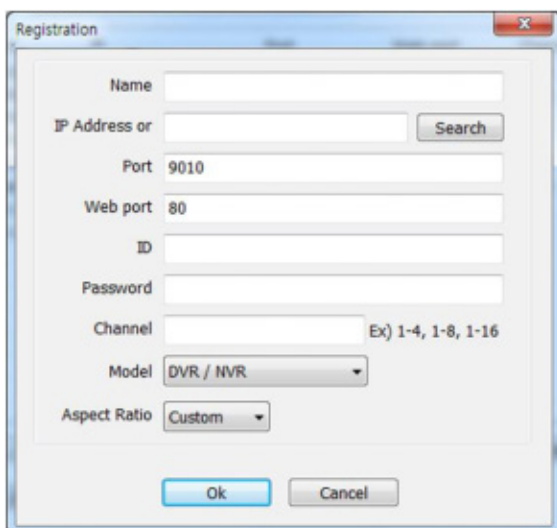 Registration
Name
IP Address or
Search
Port 9010
Web port 80
ID
Password
Channel Ex) 1-4, 1-8, 1-16
Model DVR / NVR
Aspect Ratio Custom
Ok Cancel